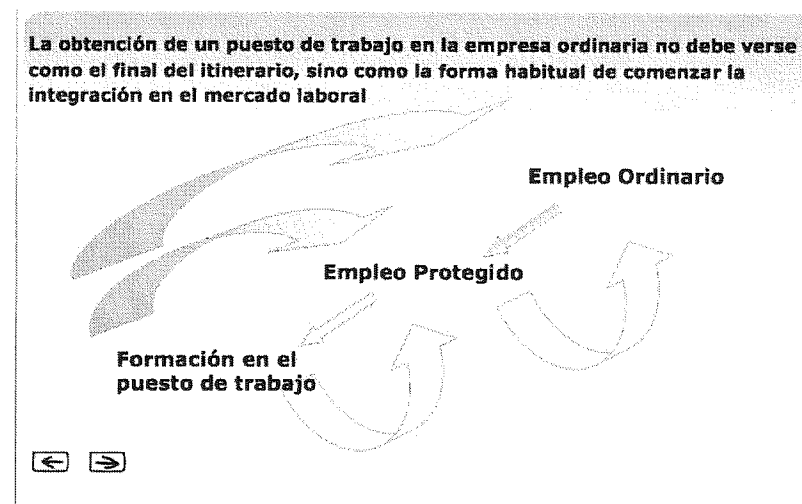 La obtención de un puesto de trabajo en la empresa ordinaria no debe verse
como el final del itinerario, sino como la forma habitual de comenzar la
integración en el mercado laboral
Empleo Ordinario
Empleo Protegido
Formación en el
puesto de trabajo